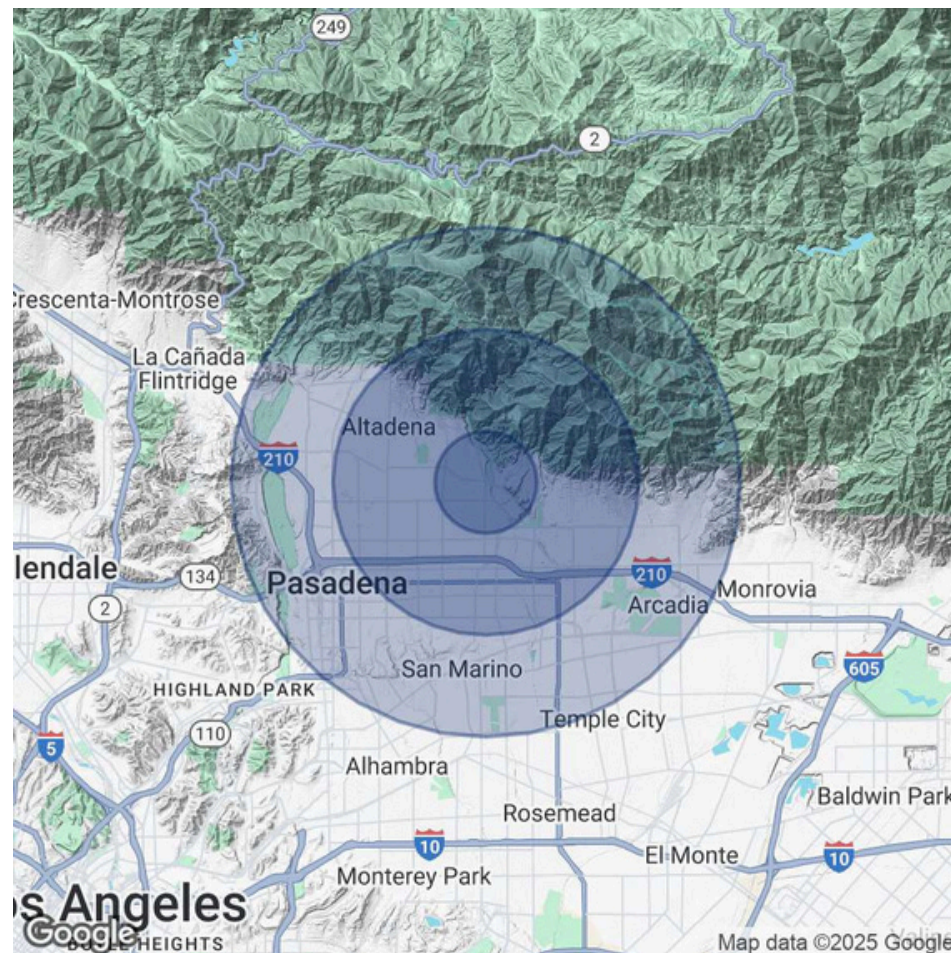 249
2
Crescenta-Montrose
La Cañada
Flintridge
Altadena
210
lendale
134
Pasadena
210
Arcadia
Monrovia
2
605
San Marino
HIGHLAND PARK
110
Temple City
5
Alhambra
Baldwin Park
Rosemead
10
El Monte
10
Monterey Park
os Angeles
Google
HEIGHTS
Map data ©2025 Google